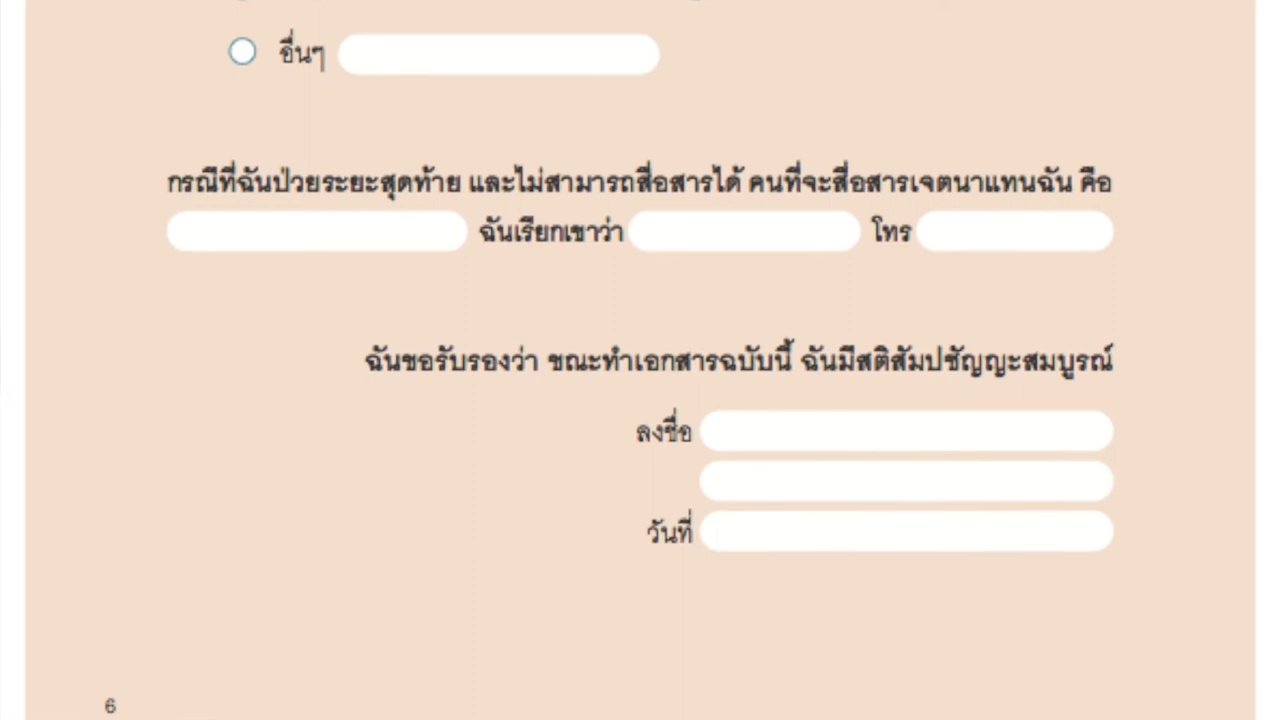 อื่นๆ
กรณีที่ฉันป่วยระยะสุดท้าย และไม่สามารถสื่อสารได้ คนที่จะสื่อสารเจตนาแทนฉัน คือ
ฉันเรียกเขาว่า โทร
ฉันขอรับรองว่า ขณะทำเอกสารฉบับนี้ ฉันมีสติสัมปชัญญะสมบูรณ์
ลงชื่อ
วันที่
6